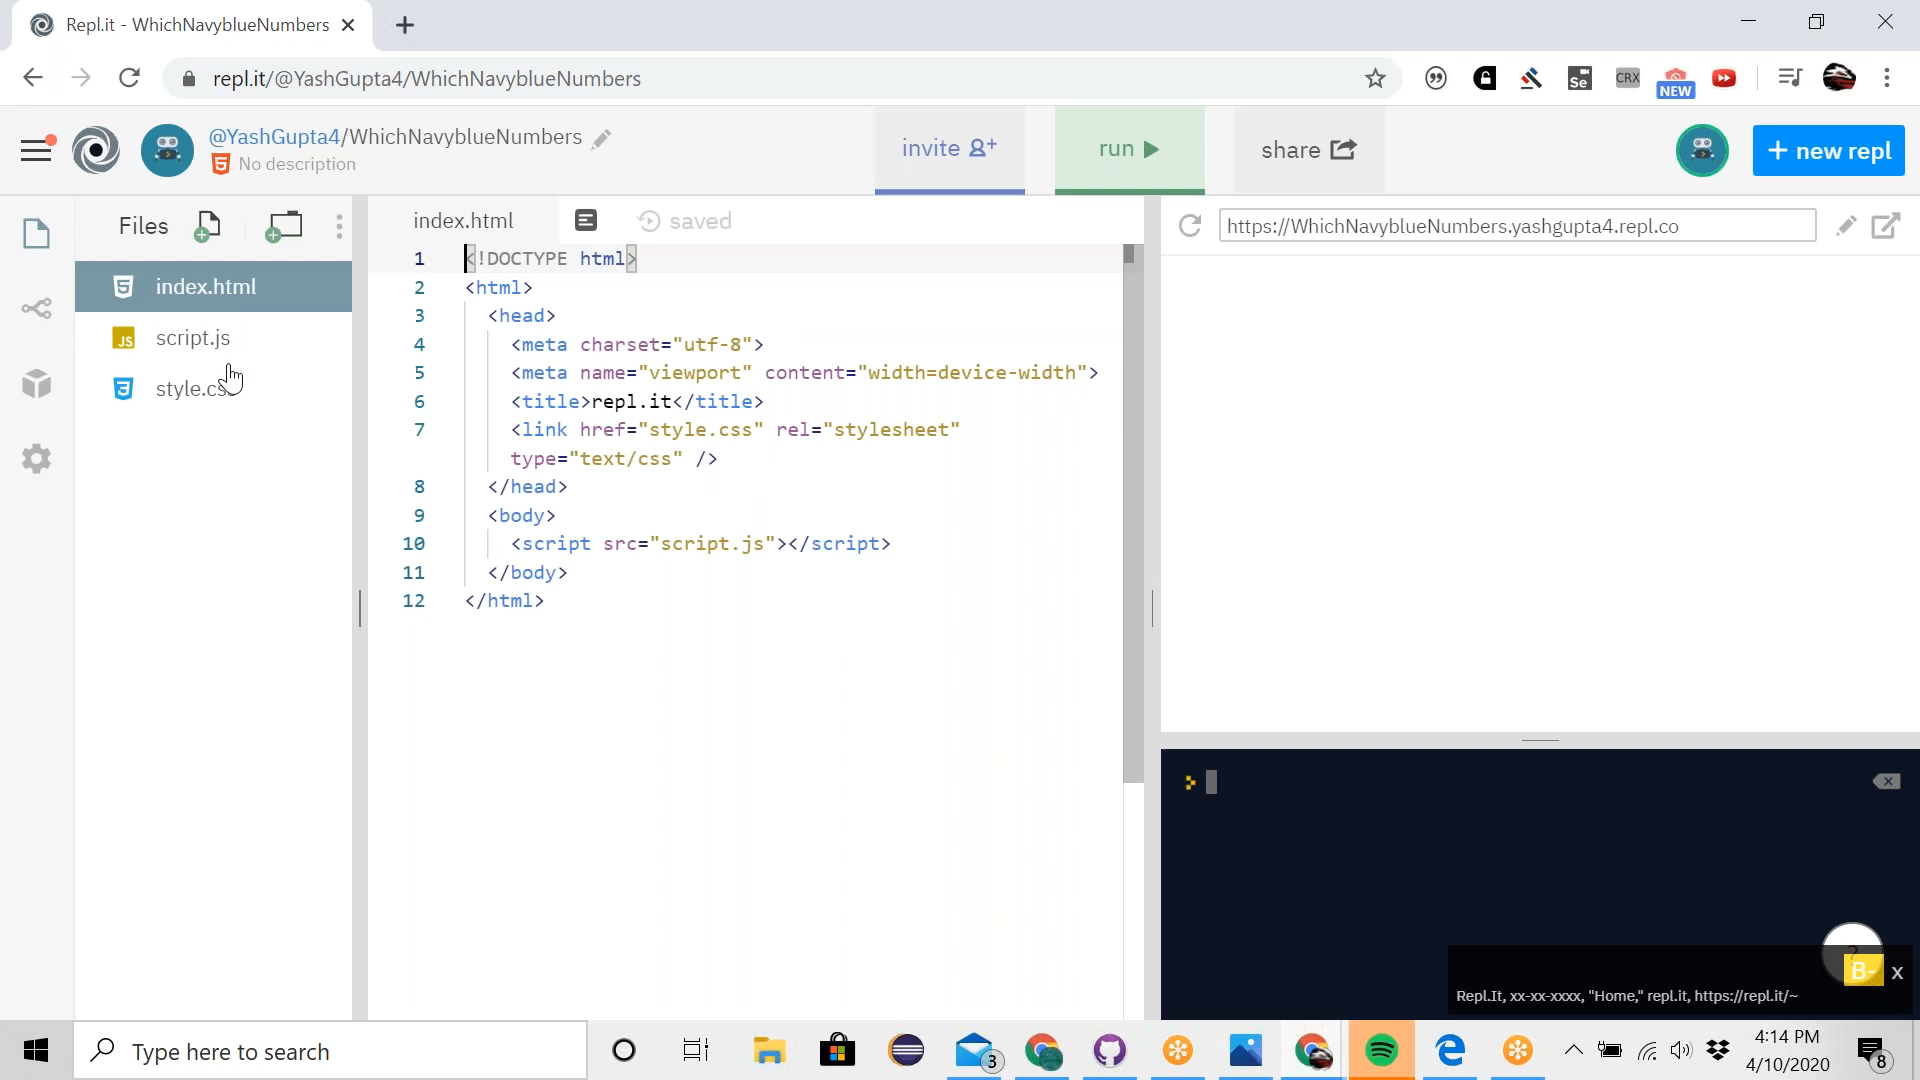 Repl.it - WhichNavyblueNumbers
repl.it/@YashGupta4/WhichNavyblueNumbers
Se
CRX
NEW
@YashGupta4/WhichNavyblueNumbers
No description
invite
run
share
+ new repl
Files
index.html
saved
https://WhichNavyblueNumbers.yashgupta4.repl.co
index.html
JS script.js
style.cs
1 <!DOCTYPE html>
2 <html>
3 <head>
4 <meta charset="utf-8">
5 <meta name="viewport" content="width=device-width">
6 <title>repl.it</title>
7 <link href="style.css" rel="stylesheet"
type="text/css" />
8 </head>
9 <body>
10 <script src="script.js"></script>
11 </body>
12 </html>
?
B-
x
Repl.It, xx-xx-xxxx, "Home," repl.it, https://repl.it/~
Type here to search
3
4:14 PM
4/10/2020
8